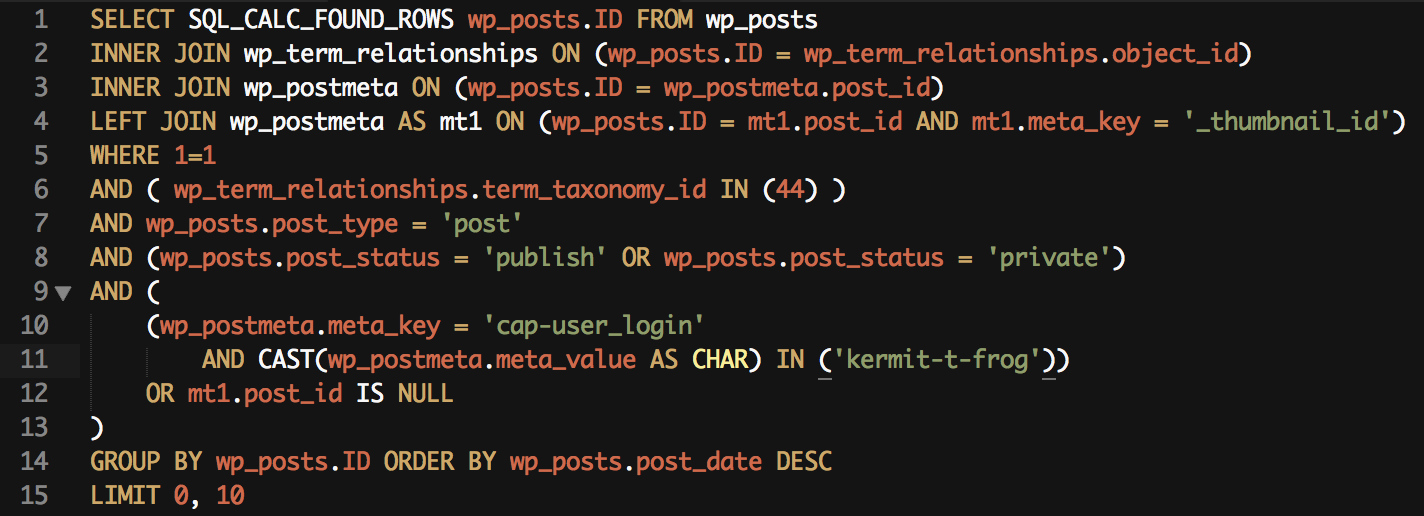 1 SELECT SQL_CALC_FOUND_ROWS wp_posts.ID FROM wp_posts
2 INNER JOIN wp_term_relationships ON (wp_posts.ID = wp_term_relationships.object_id)
3 INNER JOIN wp_postmeta ON (wp_posts.ID = wp_postmeta.post_id)
4 LEFT JOIN wp_postmeta AS mt1 ON (wp_posts.ID = mt1.post_id AND mt1.meta_key = '_thumbnail_id')
5 WHERE 1=1
6 AND ( wp_term_relationships.term_taxonomy_id IN (44) )
7 AND wp_posts.post_type = 'post'
8 AND (wp_posts.post_status = 'publish' OR wp_posts.post_status = 'private')
9 AND (
10     (wp_postmeta.meta_key = 'cap-user_login'
11         AND CAST(wp_postmeta.meta_value AS CHAR) IN ('kermit-t-frog'))
12     OR mt1.post_id IS NULL
13 )
14 GROUP BY wp_posts.ID ORDER BY wp_posts.post_date DESC
15 LIMIT 0, 10